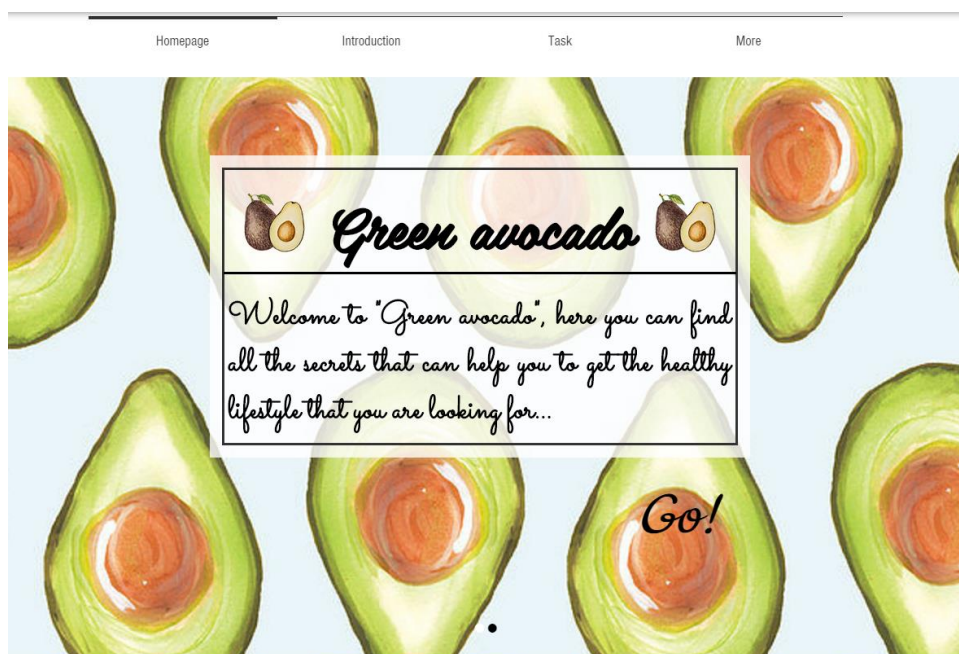 Homepage Introduction Task More
Green avocado
Welcome to "Green avocado", here you can find
all the secrets that can help you to get the healthy
lifestyle that you are looking for...
Go!